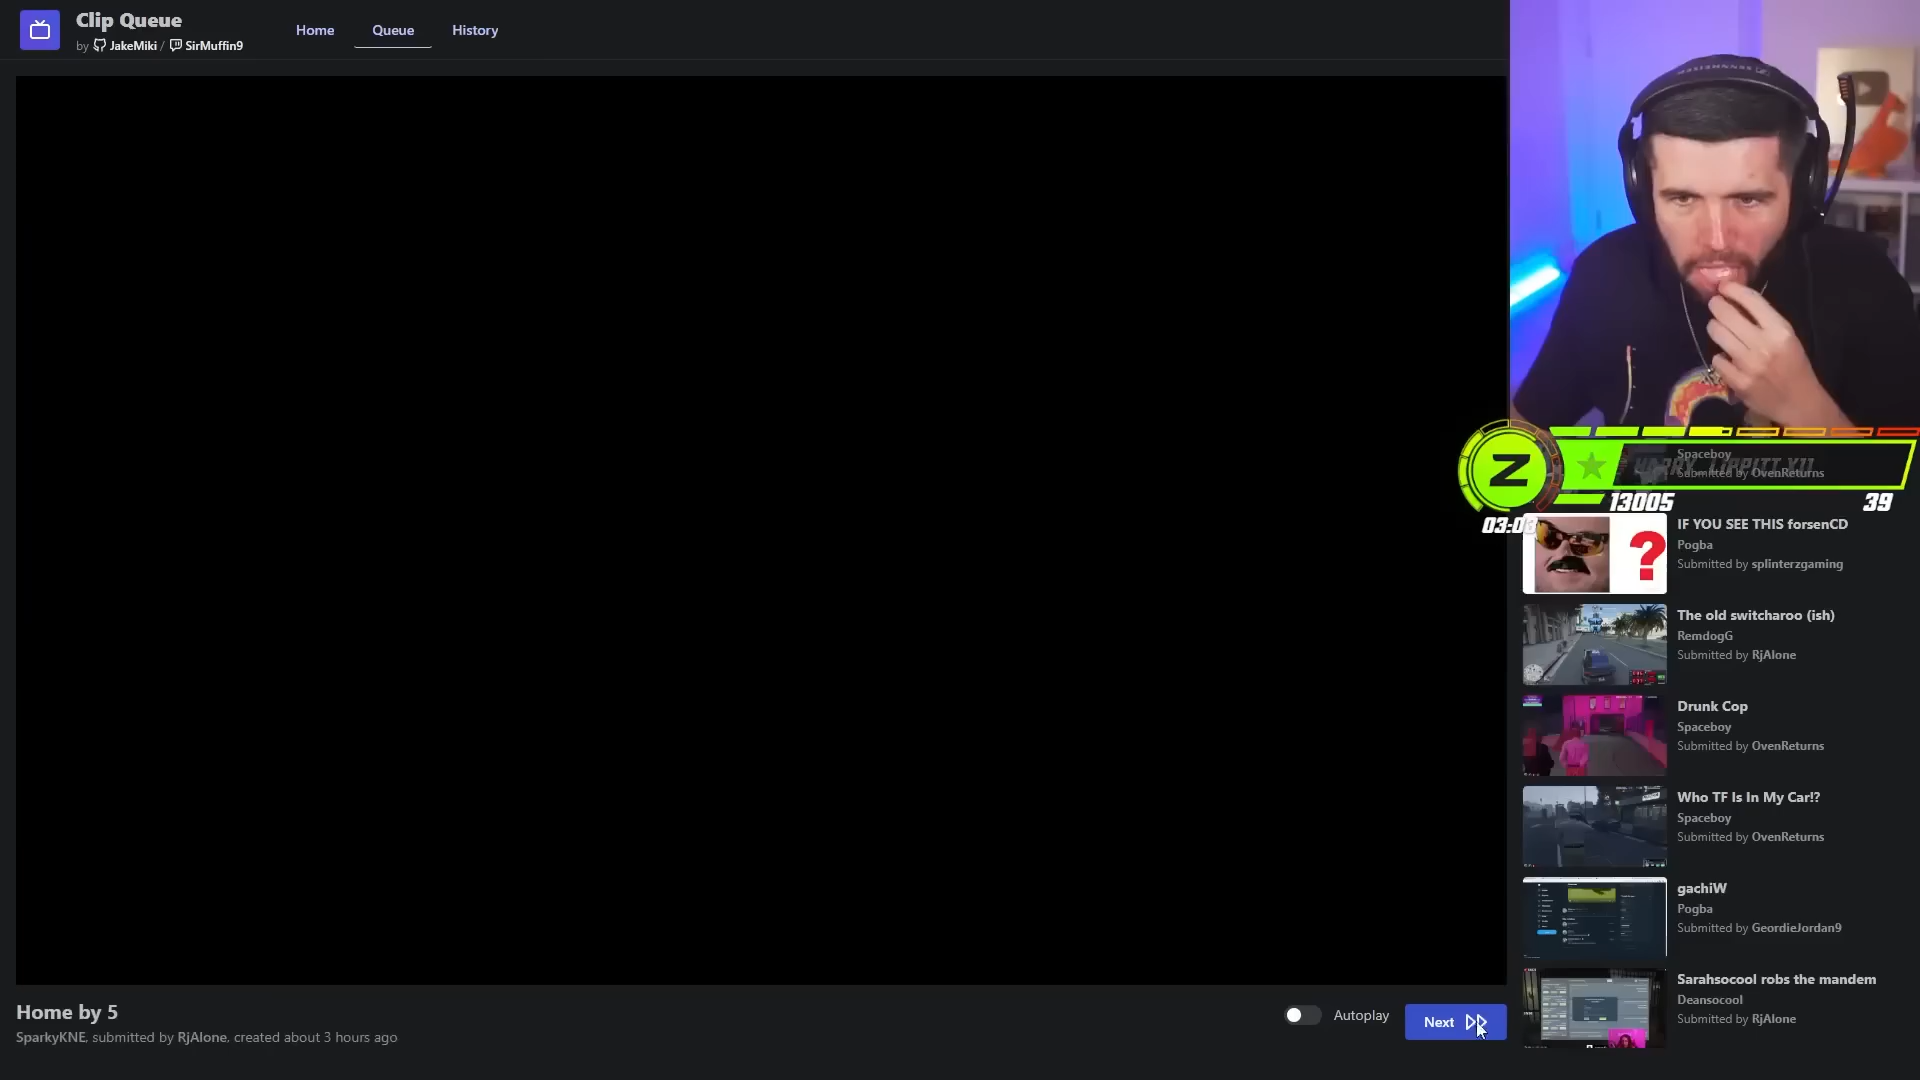 Clip Queue
by JakeMiki / SirMuffin9
Home
Queue
History
Spaceboy
Submitted by OvenReturns
Z
13005
39
IF YOU SEE THIS forsenCD
Pogba
Submitted by splinterzgaming
The old switcharoo (ish)
RemdogG
Submitted by RjAlone
Drunk Cop
Spaceboy
Submitted by OvenReturns
Who TF Is In My Car!?
Spaceboy
Submitted by OvenReturns
gachiW
Pogba
Submitted by GeordieJordan9
Sarahsocool robs the mandem
Deansocool
Submitted by RjAlone
Home by 5
SparkyKNE, submitted by RjAlone, created about 3 hours ago
Autoplay
Next